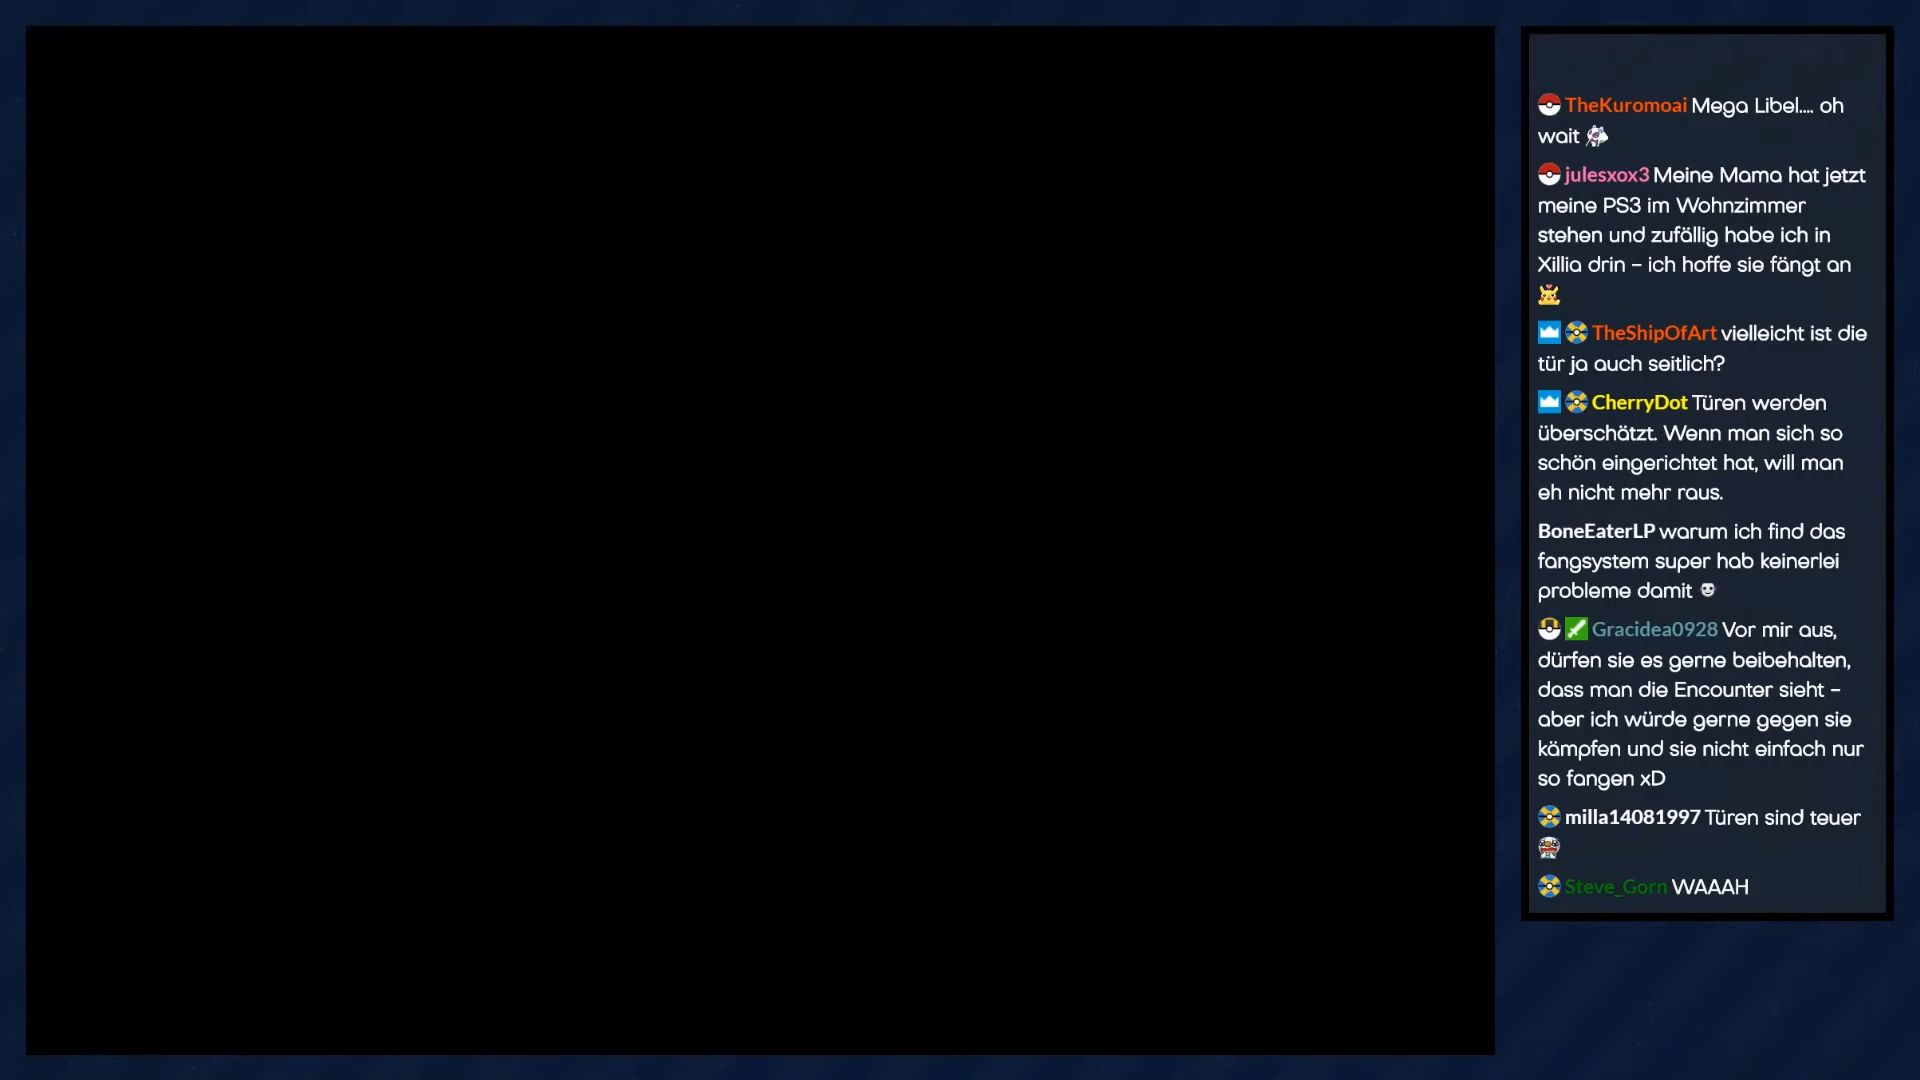 TheKuromoai Mega Libel.... oh
wait
julesxox3 Meine Mama hat jetzt
meine PS3 im Wohnzimmer
stehen und zufällig habe ich in
Xillia drin – ich hoffe sie fängt an
TheShipOfArt vielleicht ist die
tür ja auch seitlich?
CherryDot Türen werden
überschätzt. Wenn man sich so
schön eingerichtet hat, will man
eh nicht mehr raus.
BoneEaterLP warum ich find das
fangsystem super hab keinerlei
probleme damit
Gracidea0928 Vor mir aus,
dürfen sie es gerne beibehalten,
dass man die Encounter sieht –
aber ich würde gerne gegen sie
kämpfen und sie nicht einfach nur
so fangen xD
milla14081997 Türen sind teuer
Steve_Gorn WAAAH